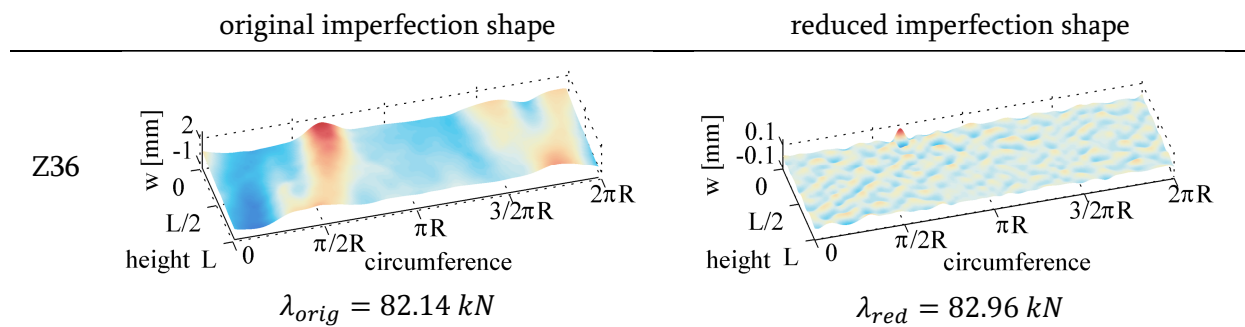 original imperfection shape
reduced imperfection shape
Z36
w [mm]
2
-1
0
L/2
height L
0
π/2R
πR
3/2πR
2πR
circumference
w [mm]
0.1
-0.1
0
L/2
height L
0
π/2R
πR
3/2πR
2πR
circumference
λorig = 82.14 kN
λred = 82.96 kN